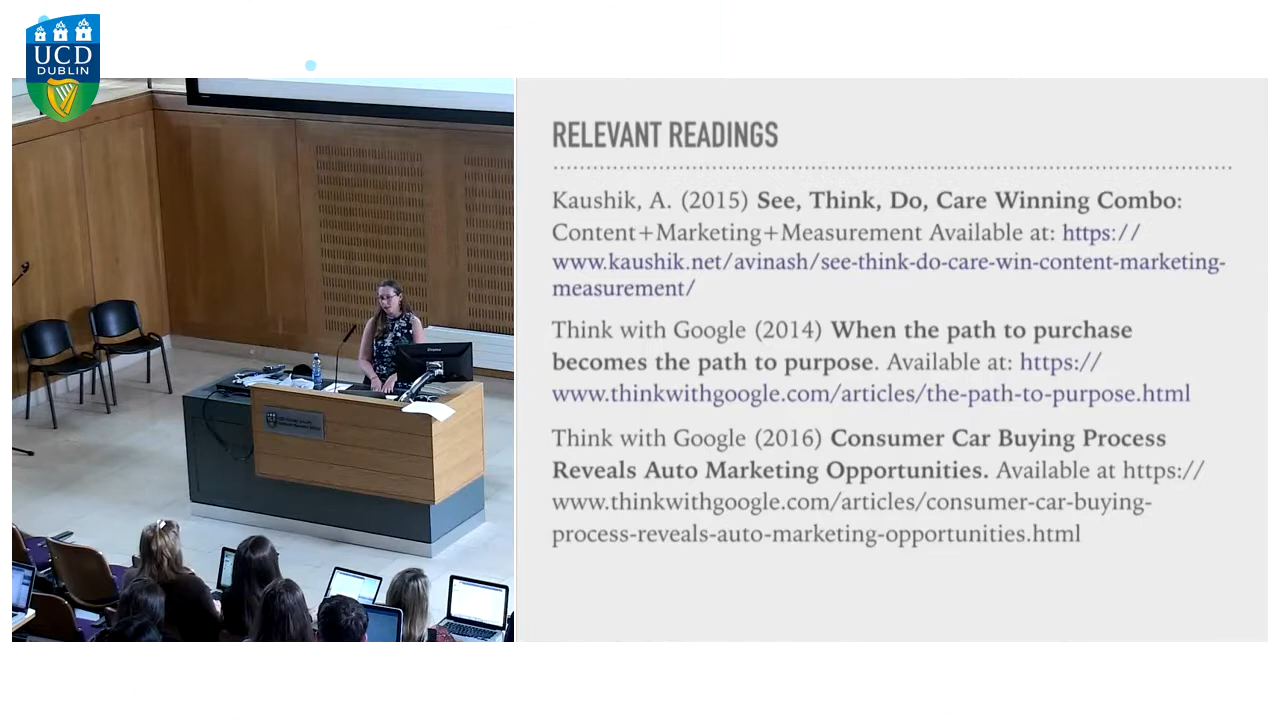 UCD
DUBLIN
RELEVANT READINGS
Kaushik, A. (2015) See, Think, Do, Care Winning Combo:
Content+Marketing+Measurement Available at: https://
www.kaushik.net/avinash/see-think-do-care-win-content-marketing-
measurement/
Think with Google (2014) When the path to purchase
becomes the path to purpose. Available at: https://
www.thinkwithgoogle.com/articles/the-path-to-purpose.html
Think with Google (2016) Consumer Car Buying Process
Reveals Auto Marketing Opportunities. Available at https://
www.thinkwithgoogle.com/articles/consumer-car-buying-
process-reveals-auto-marketing-opportunities.html